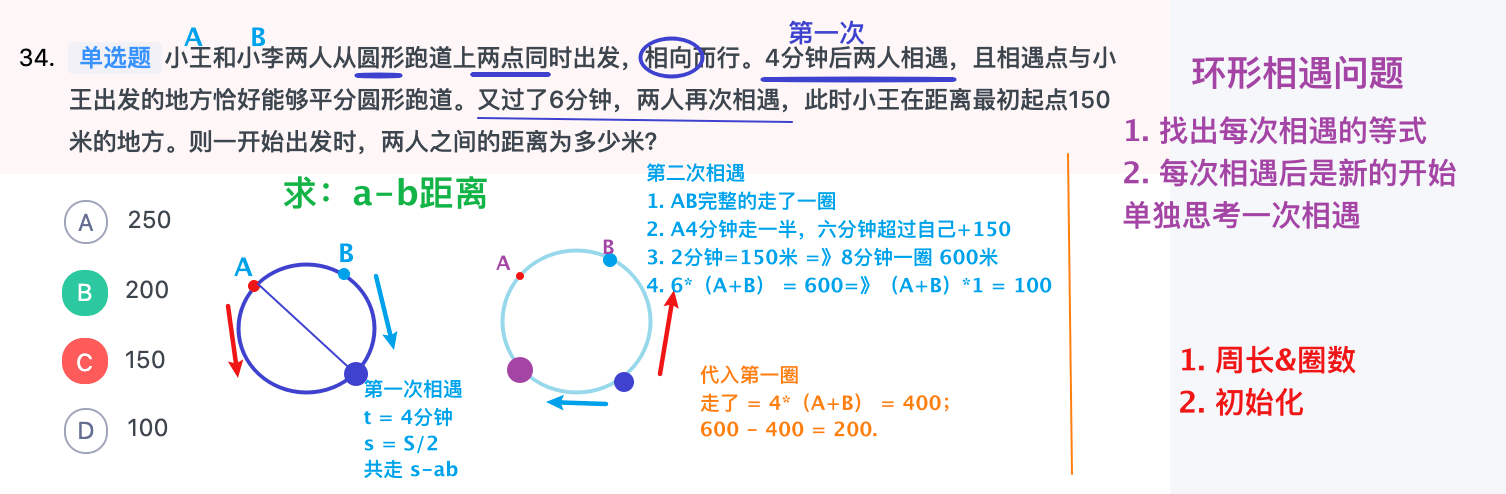 A B 第一次
34. 单选题 小王和小李两人从圆形跑道上两点同时出发，相向而行。4分钟后两人相遇，且相遇点与小
王出发的地方恰好能够平分圆形跑道。又过了6分钟，两人再次相遇，此时小王在距离最初起点150
米的地方。则一开始出发时，两人之间的距离为多少米?
环形相遇问题
1. 找出每次相遇的等式
2. 每次相遇后是新的开始
单独思考一次相遇
求：a-b距离
A 250
B 200
C 150
D 100
A
B
第一次相遇
t = 4分钟
s = S/2
共走 s-ab
第二次相遇
1. AB完整的走了一圈
2. A4分钟走一半，六分钟超过自己+150
3. 2分钟=150米 =》8分钟一圈 600米
4. 6*（A+B） = 600=》（A+B）*1 = 100
A
B
代入第一圈
走了 = 4*（A+B） = 400；
600 - 400 = 200.
1. 周长&圈数
2. 初始化